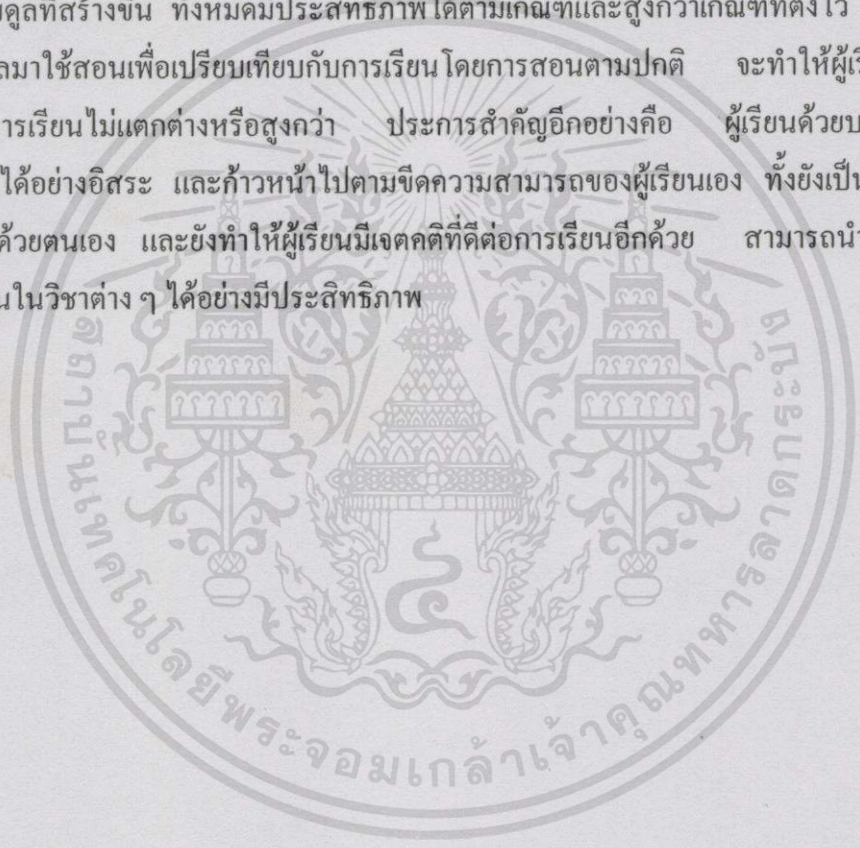 ดูลที่สร้างขึ้น ทั้งหมดมีประสิทธิภาพได้ตามเกณฑ์และสูงกว่าเกณฑ์ที่ตั้งไว้
มาใช้สอนเพื่อเปรียบเทียบกับการเรียนโดยการสอนตามปกติ จะทำให้ผู้เรี
การเรียนไม่แตกต่างหรือสูงกว่า ประการสำคัญอีกอย่างคือ ผู้เรียนด้วยบ
ได้อย่างอิสระ และก้าวหน้าไปตามขีดความสามารถของผู้เรียนเอง ทั้งยังเป็น
ด้วยตนเอง และยังทำให้ผู้เรียนมีเจตคติที่ดีต่อการเรียนอีกด้วย สามารถนำ
นในวิชาต่าง ๆ ได้อย่างมีประสิทธิภาพ
สถาบันเทคโนโลยีพระจอมเกล้าเจ้าคุณทหารลาดกระบัง
๔